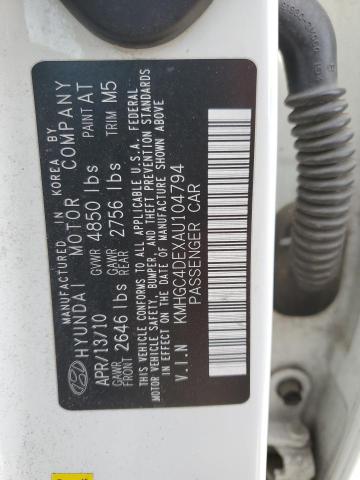 MANUFACTURED IN KOREA BY
HYUNDAI MOTOR COMPANY
APR/13/10 GVWR 4850 lbs PAINT AT
GAWR FRONT 2646 lbs GAWR REAR 2756 lbs TRIM M5
THIS VEHICLE CONFORMS TO ALL APPLICABLE U.S.A. FEDERAL
MOTOR VEHICLE SAFETY, BUMPER, AND THEFT PREVENTION STANDARDS
IN EFFECT ON THE DATE OF MANUFACTURE SHOWN ABOVE.
V.I.N KMHGC4DEXAU104794
PASSENGER CAR